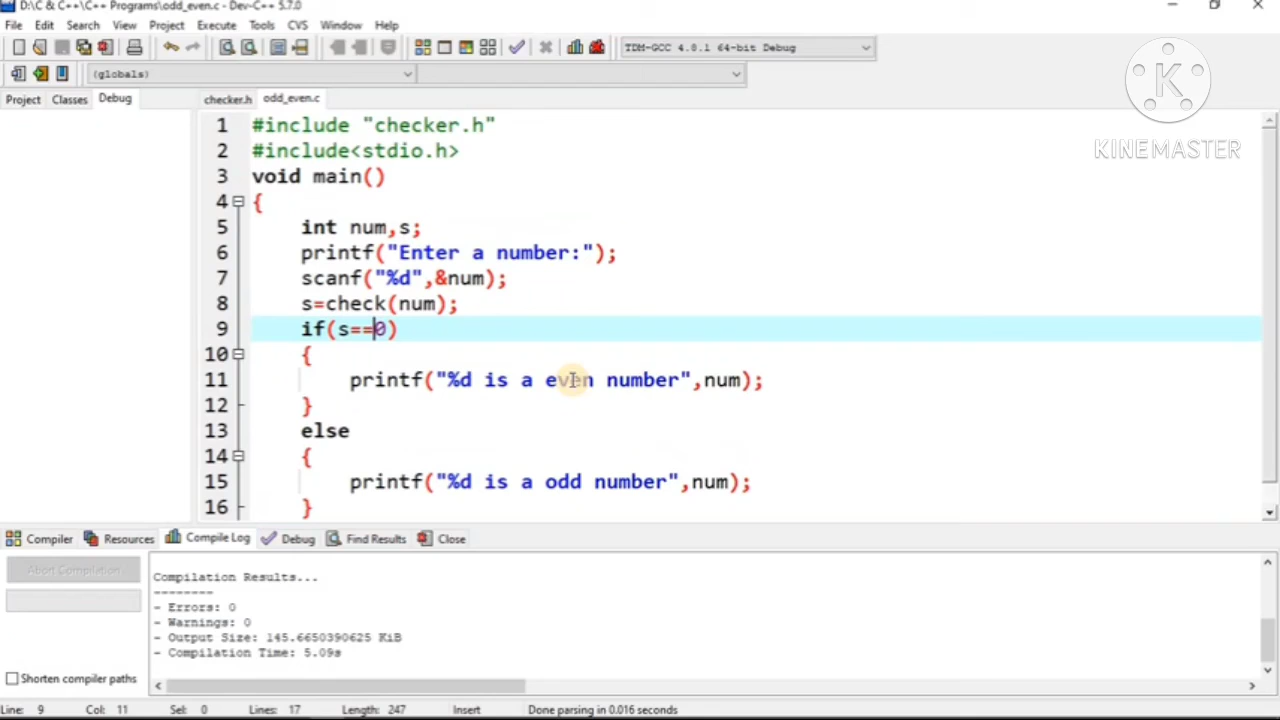 D:\C & C++\C++ Programs\odd_even.c - Dev-C++ 5.7.0
File Edit Search View Project Execute Tools CVS Window Help
TDM-GCC 4.8.1 64-bit Debug
(globals)
Project Classes Debug checker.h odd_even.c
K
KINEMASTER
1 #include "checker.h"
2 #include<stdio.h>
3 void main()
4 {
5 int num,s;
6 printf("Enter a number:");
7 scanf("%d",&num);
8 s=check(num);
9 if(s==0)
10 {
11 printf("%d is a even number",num);
12 }
13 else
14 {
15 printf("%d is a odd number",num);
16 }
Compiler Resources Compile Log Debug Find Results Close
Abort Compilation
Compilation Results...
--------
- Errors: 0
- Warnings: 0
- Output Size: 145.6650390625 KiB
- Compilation Time: 5.09s
Shorten compiler paths
Line: 9 Col: 11 Sel: 0 Lines: 17 Length: 247 Insert Done parsing in 0.016 seconds